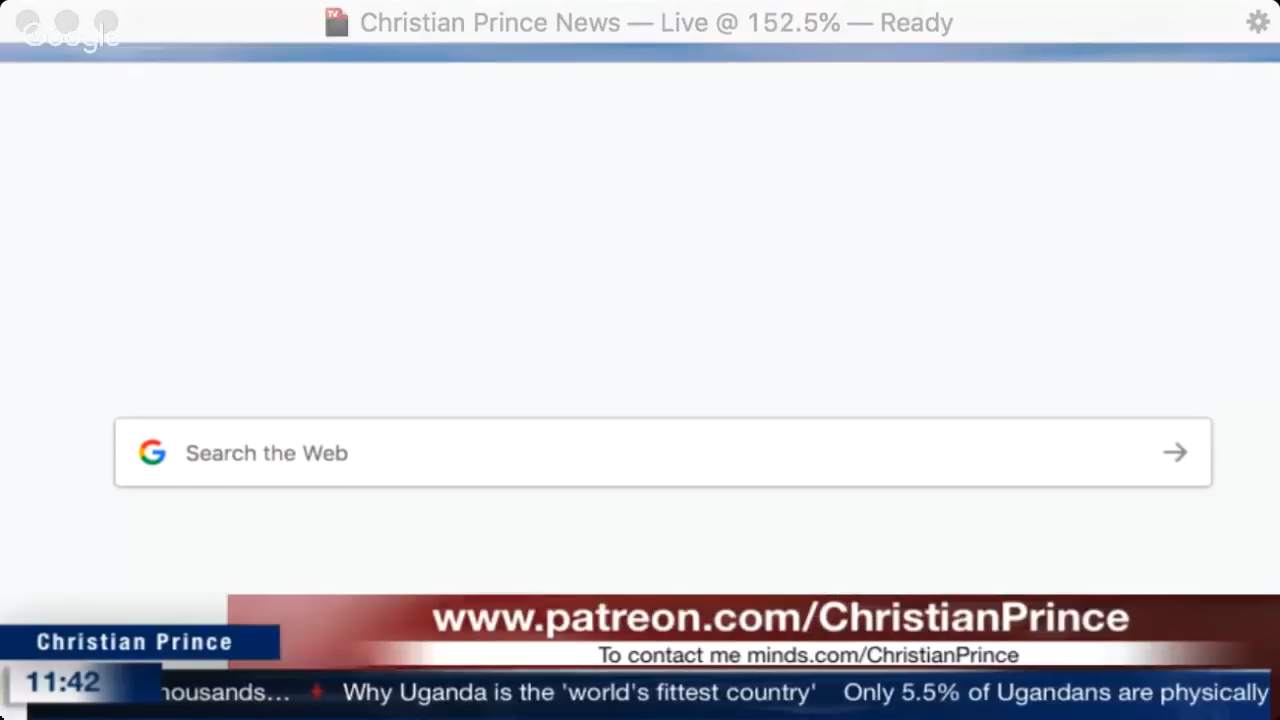 Christian Prince News — Live @ 152.5% — Ready
Google
Search the Web
www.patreon.com/ChristianPrince
To contact me minds.com/ChristianPrince
Christian Prince
11:42
housands... Why Uganda is the 'world's fittest country' Only 5.5% of Ugandans are physically